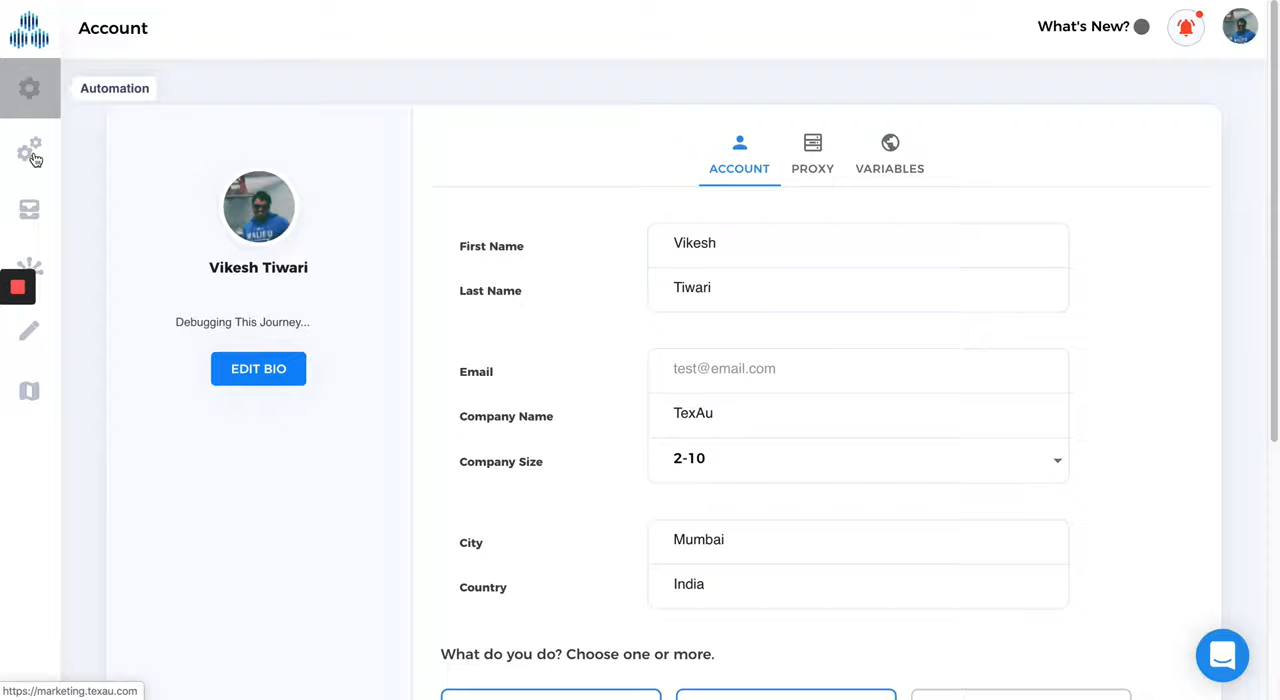 Account
What's New?
Automation
ACCOUNT
PROXY
VARIABLES
Vikesh Tiwari
Debugging This Journey...
EDIT BIO
First Name
Vikesh
Last Name
Tiwari
Email
test@email.com
Company Name
TexAu
Company Size
2-10
City
Mumbai
Country
India
What do you do? Choose one or more.
https://marketing.texau.com